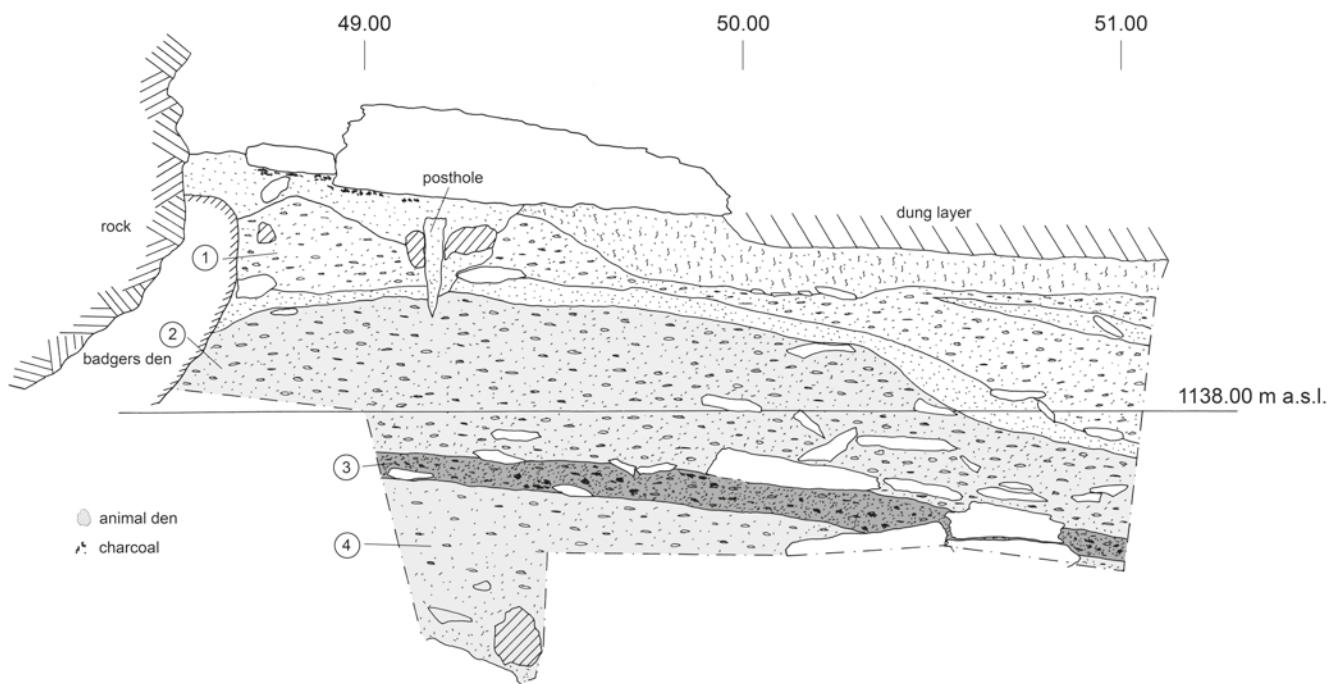 49.00
50.00
51.00
posthole
rock
dung layer
1
2
badgers den
1138.00 m a.s.l.
3
animal den
4
charcoal